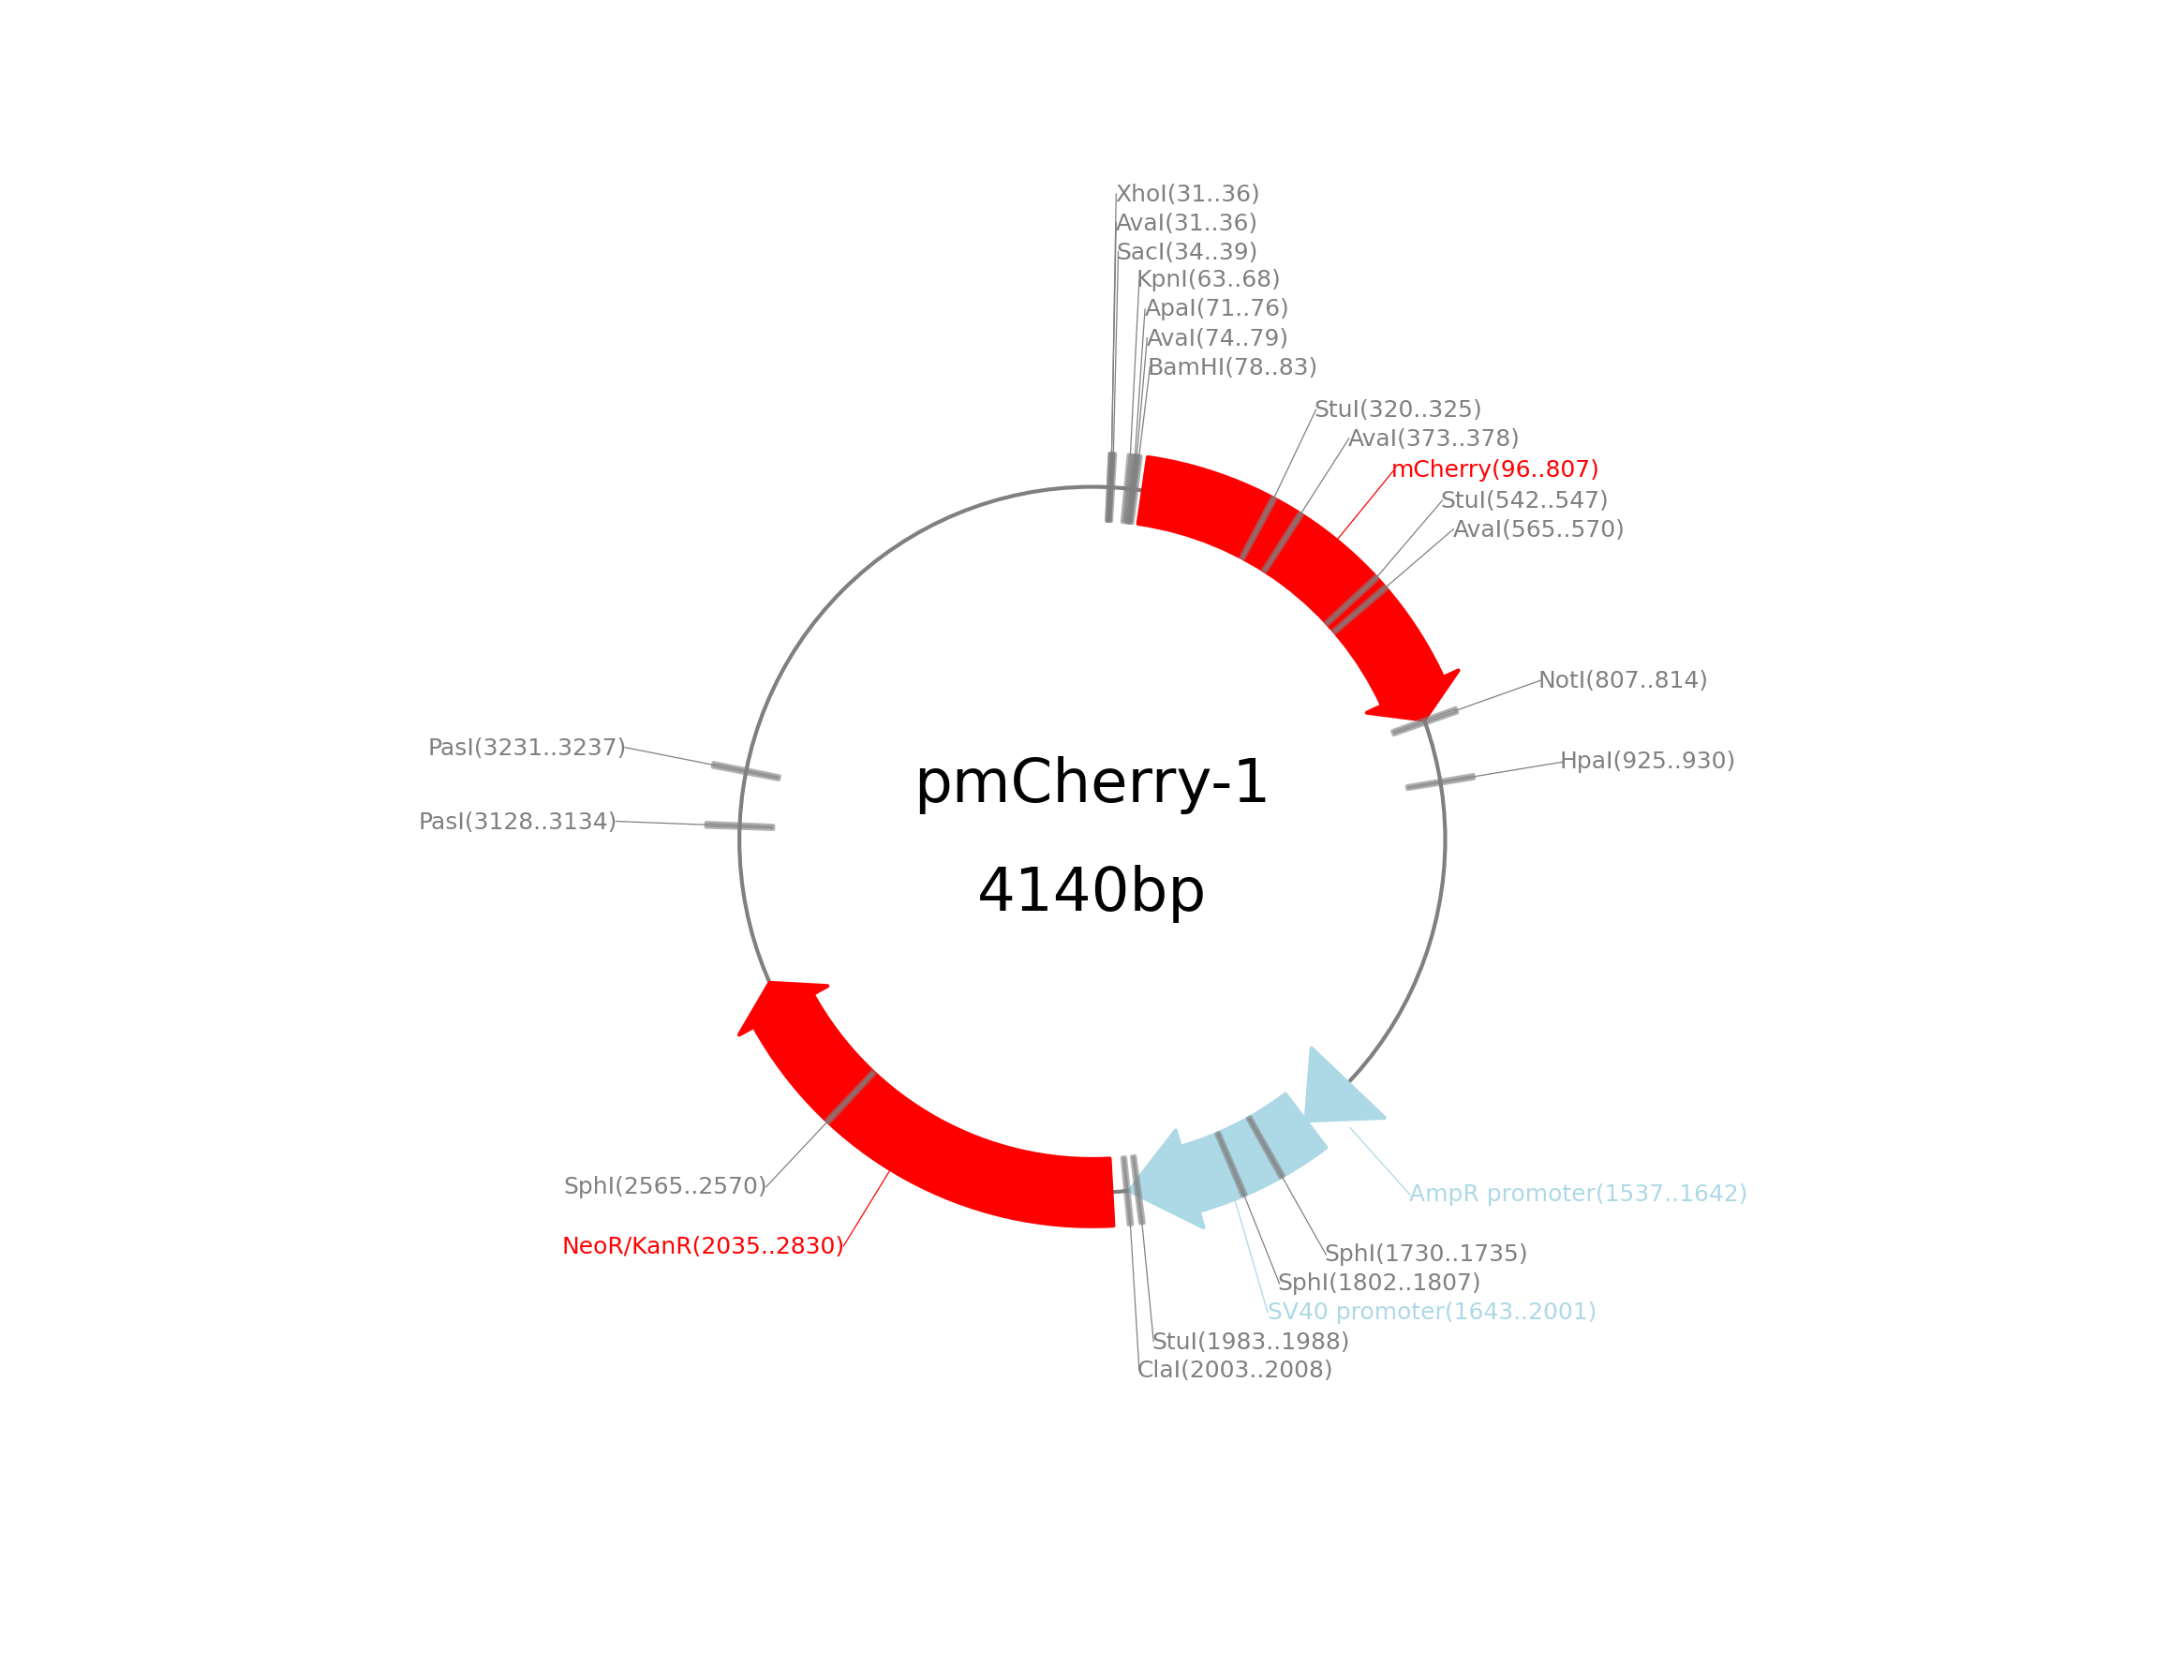 XhoI(31..36)
AvaI(31..36)
SacI(34..39)
KpnI(63..68)
ApaI(71..76)
AvaI(74..79)
BamHI(78..83)
StuI(320..325)
AvaI(373..378)
mCherry(96..807)
StuI(542..547)
AvaI(565..570)
NotI(807..814)
PasI(3231..3237)
HpaI(925..930)
pmCherry-1
PasI(3128..3134)
4140bp
SphI(2565..2570)
AmpR promoter(1537..1642)
NeoR/KanR(2035..2830)
SphI(1730..1735)
SphI(1802..1807)
SV40 promoter(1643..2001)
StuI(1983..1988)
ClaI(2003..2008)